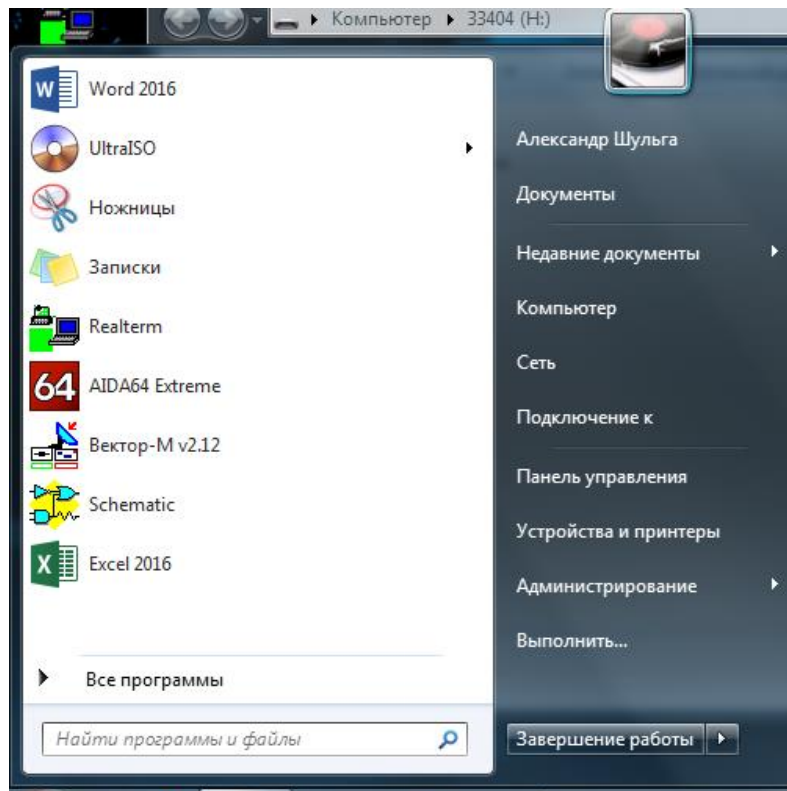 Компьютер
33404 (H:)
Word 2016
UltraISO
Ножницы
Записки
Realterm
64
AIDA64 Extreme
Вектор-М v2.12
Schematic
Excel 2016
Все программы
Найти программы и файлы
Александр Шульга
Документы
Недавние документы
Компьютер
Сеть
Подключение к
Панель управления
Устройства и принтеры
Администрирование
Выполнить...
Завершение работы